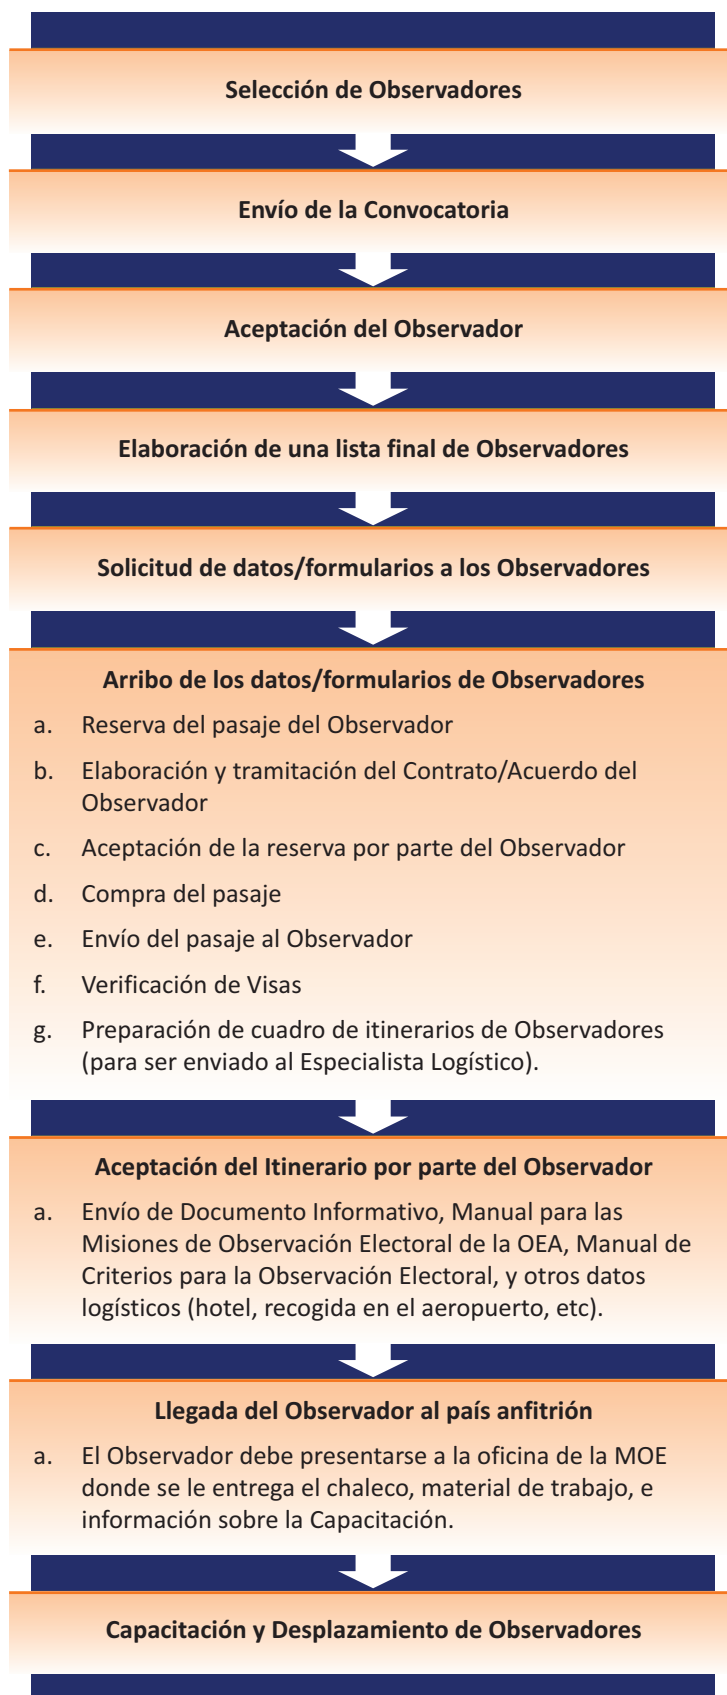 Selección de Observadores
Envío de la Convocatoria
Aceptación del Observador
Elaboración de una lista final de Observadores
Solicitud de datos/formularios a los Observadores
Arribo de los datos/formularios de Observadores
a. Reserva del pasaje del Observador
b. Elaboración y tramitación del Contrato/Acuerdo del
Observador
c. Aceptación de la reserva por parte del Observador
d. Compra del pasaje
e. Envío del pasaje al Observador
f. Verificación de Visas
g. Preparación de cuadro de itinerarios de Observadores
(para ser enviado al Especialista Logístico).
Aceptación del Itinerario por parte del Observador
a. Envío de Documento Informativo, Manual para las
Misiones de Observación Electoral de la OEA, Manual de
Criterios para la Observación Electoral, y otros datos
logísticos (hotel, recogida en el aeropuerto, etc).
Llegada del Observador al país anfitrión
a. El Observador debe presentarse a la oficina de la MOE
donde se le entrega el chaleco, material de trabajo, e
información sobre la Capacitación.
Capacitación y Desplazamiento de Observadores